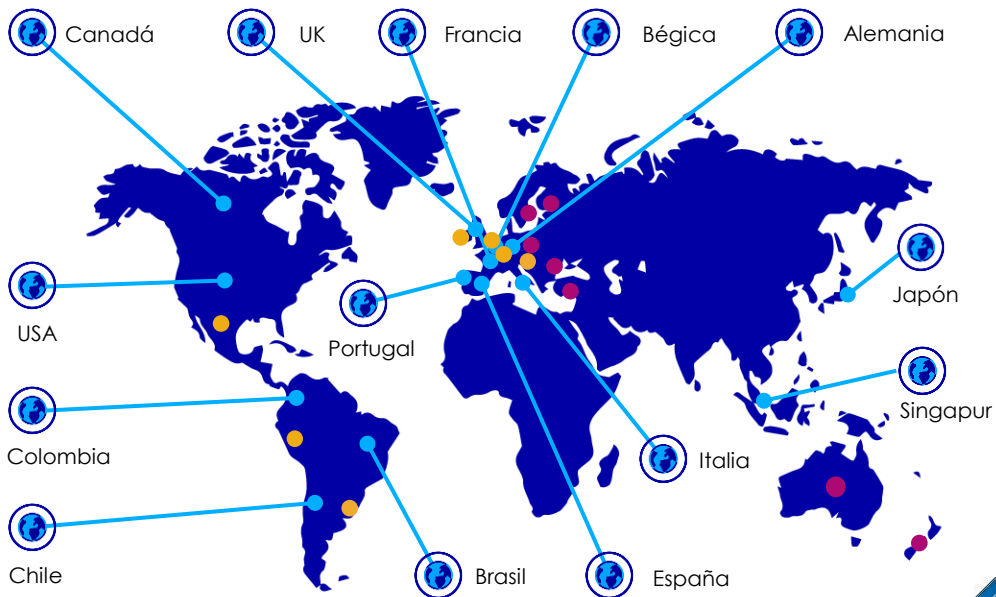 Canadá
UK
Francia
Bégica
Alemania
USA
Portugal
Japón
Singapur
Colombia
Italia
Chile
Brasil
España